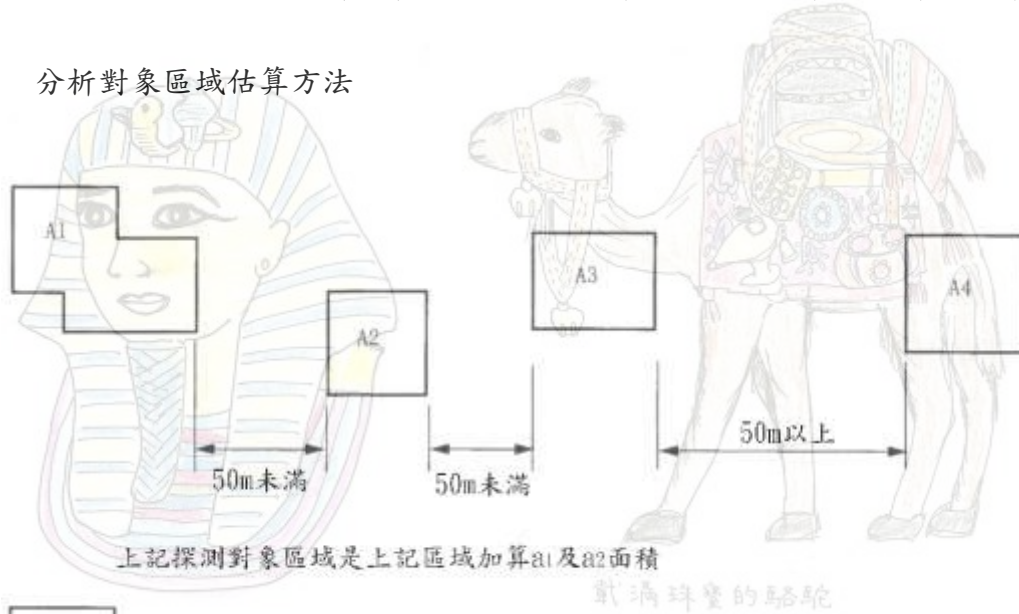 分析對象區域估算方法
A1
A2
A3
A4
50m未滿
50m未滿
50m以上
上記探測對象區域是上記區域加算a1及a2面積
載滿珠寶的駱駝